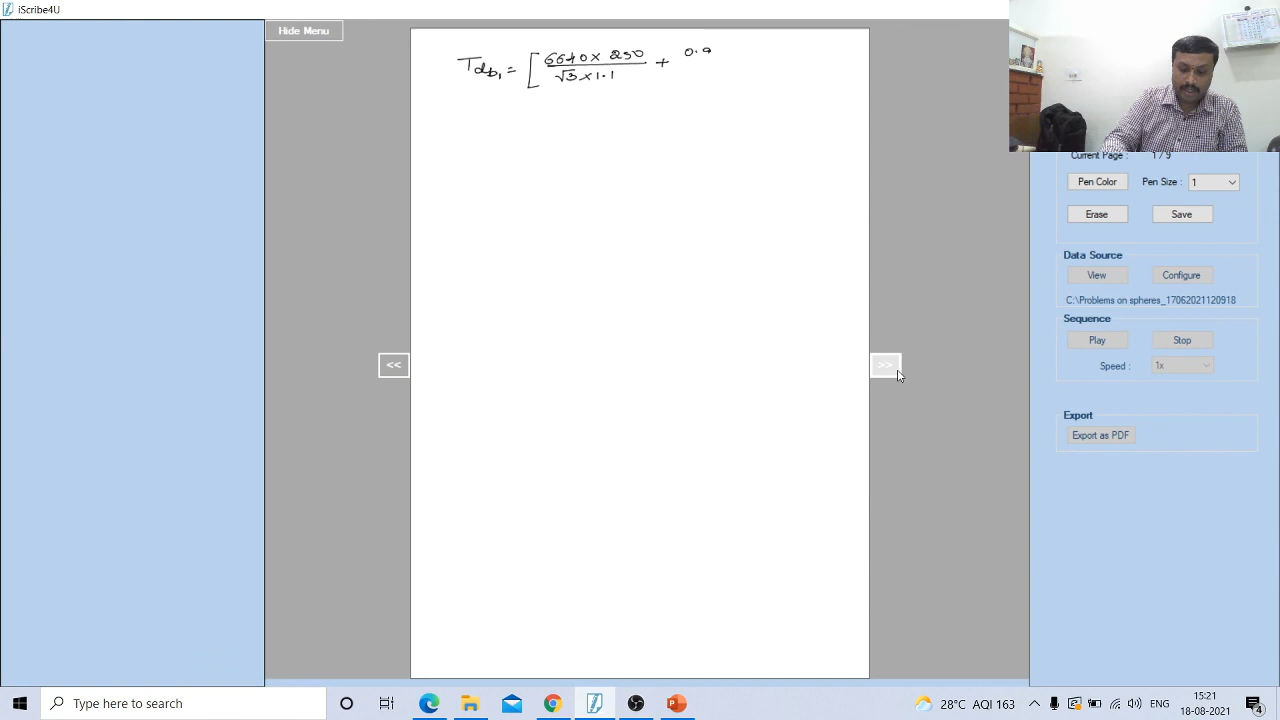 iScribe4U
Hide Menu
T_db1 = [ 6640 × 250 / √3 × 1.1 + 0.9
Current Page : 1 / 9
Pen Color Pen Size : 1
Erase Save
Data Source
View Configure
C:\Problems on spheres_17062021120918
Sequence
Play Stop
Speed : 1x
Export
Export as PDF
<< >>
Type here to search
28°C AQI 163
ENG
15:21
18-08-2021
4